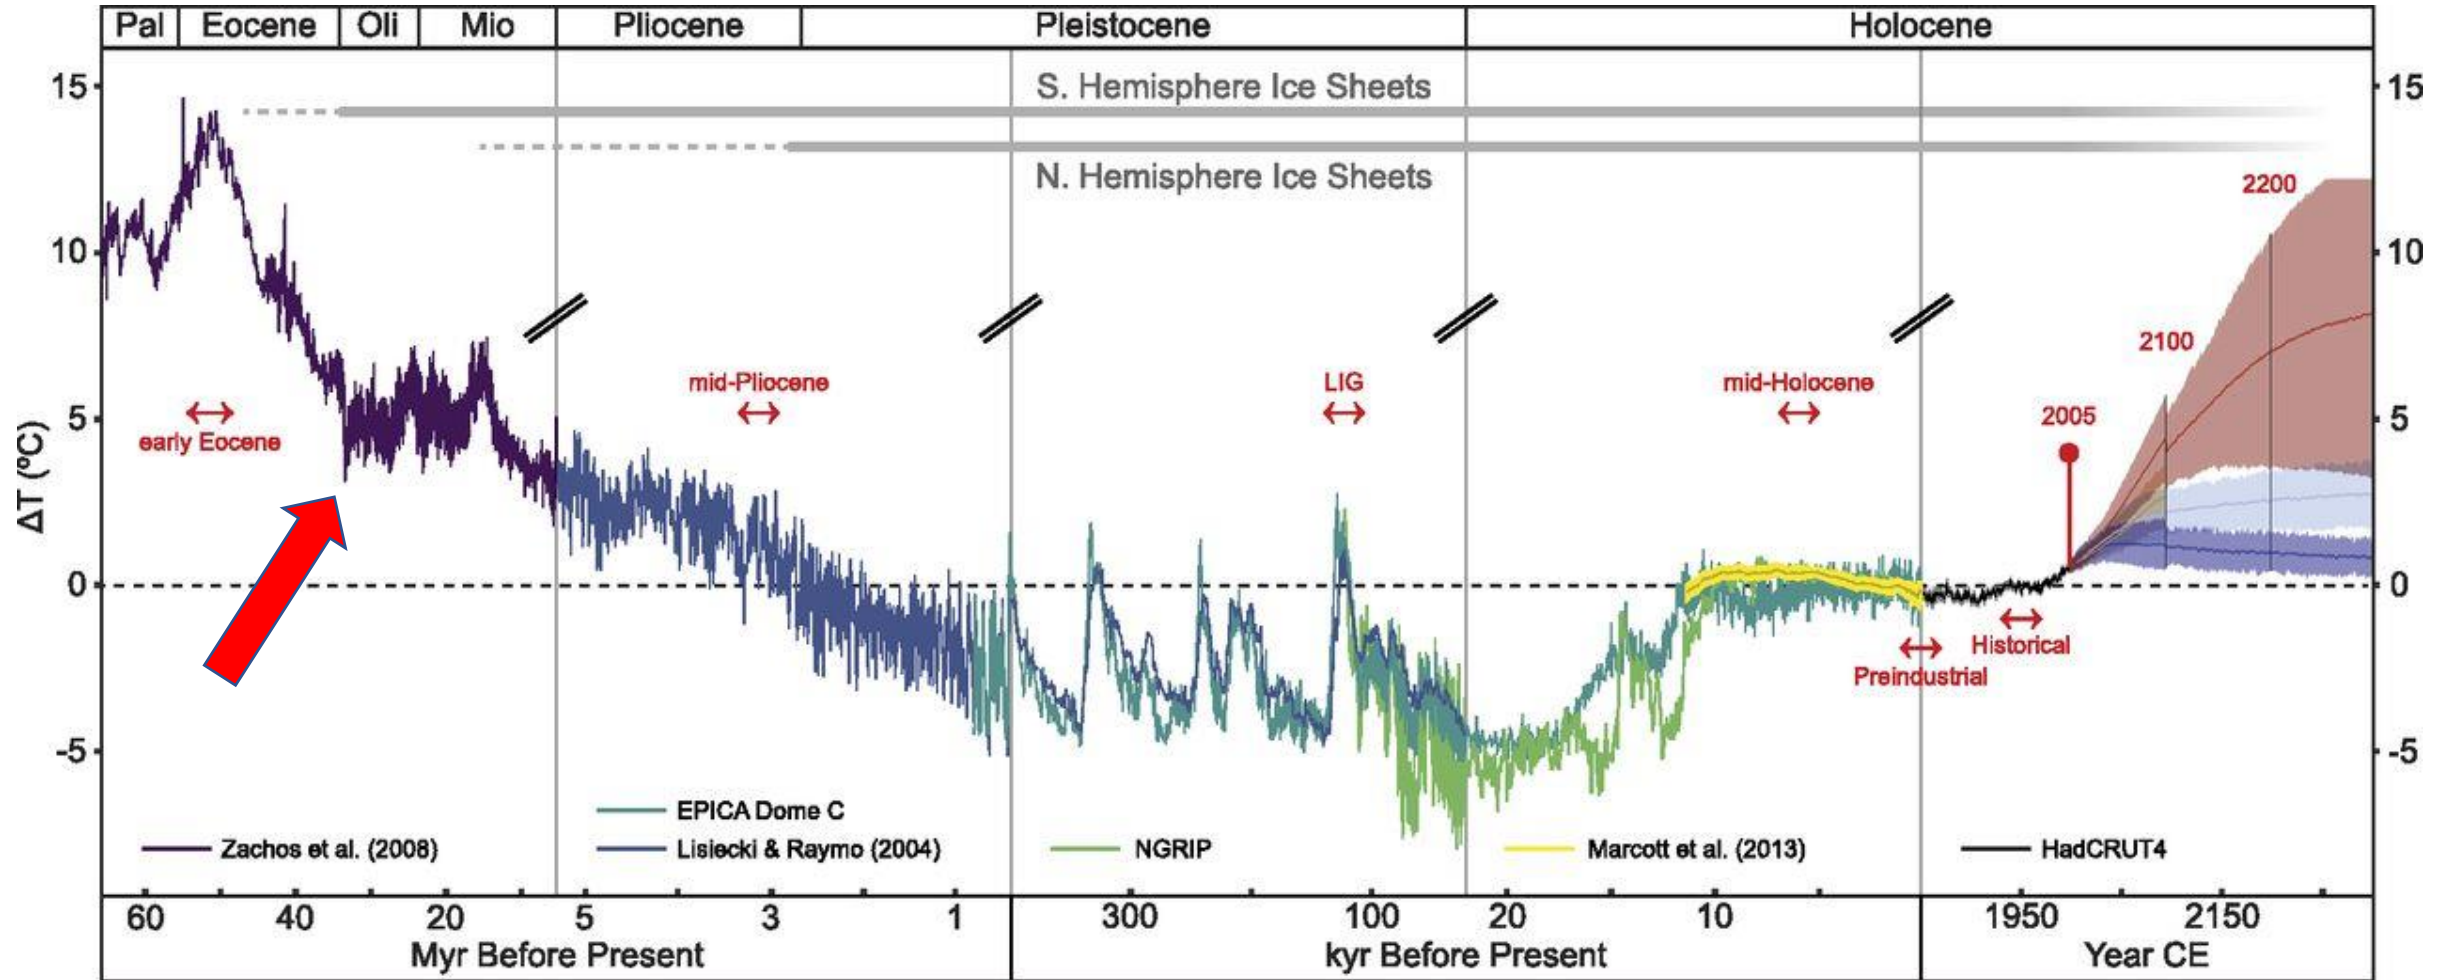 Pal Eocene Oli Mio Pliocene Pleistocene Holocene
15 S. Hemisphere Ice Sheets 15
N. Hemisphere Ice Sheets
2200
10 10
2100
mid-Pliocene LIG mid-Holocene
5 2005 5
early Eocene
ΔT (ºC)
0 0
Historical
Preindustrial
-5 -5
EPICA Dome C
Zachos et al. (2008) Lisiecki & Raymo (2004) NGRIP Marcott et al. (2013) HadCRUT4
60 40 20 5 3 1 300 100 20 10 1950 2150
Myr Before Present kyr Before Present Year CE